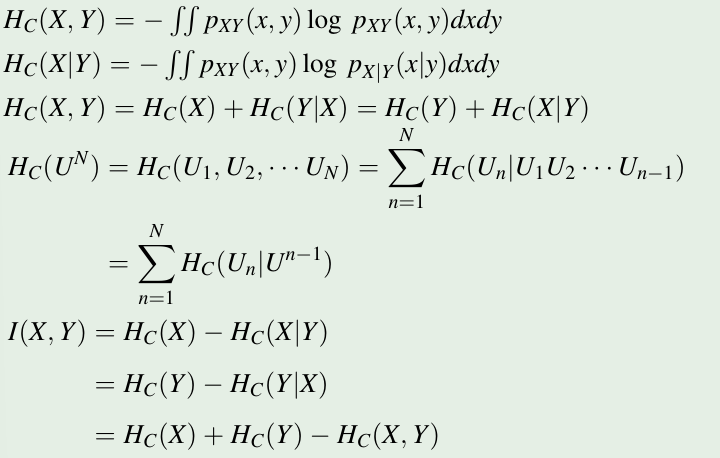 H_C(X, Y) = − ∬ p_{XY}(x, y) log p_{XY}(x, y)dxdy
H_C(X|Y) = − ∬ p_{XY}(x, y) log p_{X|Y}(x|y)dxdy
H_C(X, Y) = H_C(X) + H_C(Y|X) = H_C(Y) + H_C(X|Y)
H_C(U^N) = H_C(U_1, U_2, ⋯ U_N) = ∑_{n=1}^{N} H_C(U_n|U_1U_2 ⋯ U_{n−1})
= ∑_{n=1}^{N} H_C(U_n|U^{n−1})
I(X, Y) = H_C(X) − H_C(X|Y)
= H_C(Y) − H_C(Y|X)
= H_C(X) + H_C(Y) − H_C(X, Y)